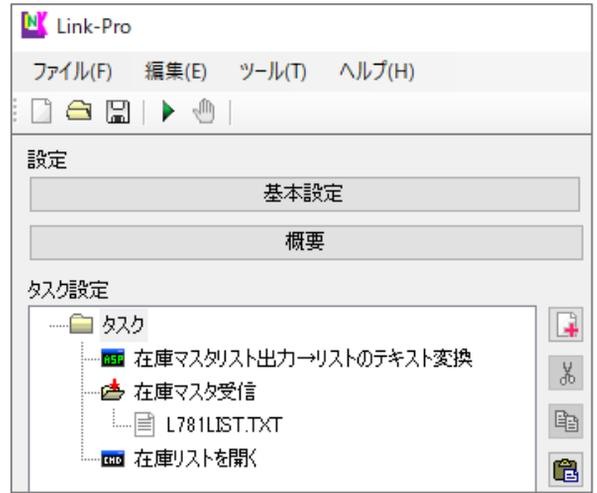 Link-Pro
ファイル(F) 編集(E) ツール(T) ヘルプ(H)
設定
基本設定
概要
タスク設定
タスク
ASP 在庫マスタリスト出力→リストのテキスト変換
在庫マスタ受信
L781LIST.TXT
CMD 在庫リストを開く